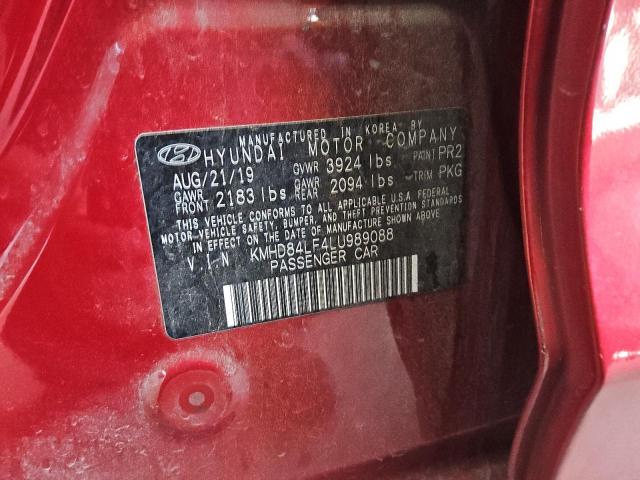 MANUFACTURED IN KOREA BY
HYUNDAI MOTOR COMPANY
AUG/21/19 GVWR 3924 lbs PAINT PR2
GAWR FRONT 2183 lbs GAWR REAR 2094 lbs TRIM PKG
THIS VEHICLE CONFORMS TO ALL APPLICABLE U.S.A FEDERAL
MOTOR VEHICLE SAFETY, BUMPER, AND THEFT PREVENTION STANDARDS
IN EFFECT ON THE DATE OF MANUFACTURE SHOWN ABOVE
V.I.N KMHD84LF4LU989088
PASSENGER CAR